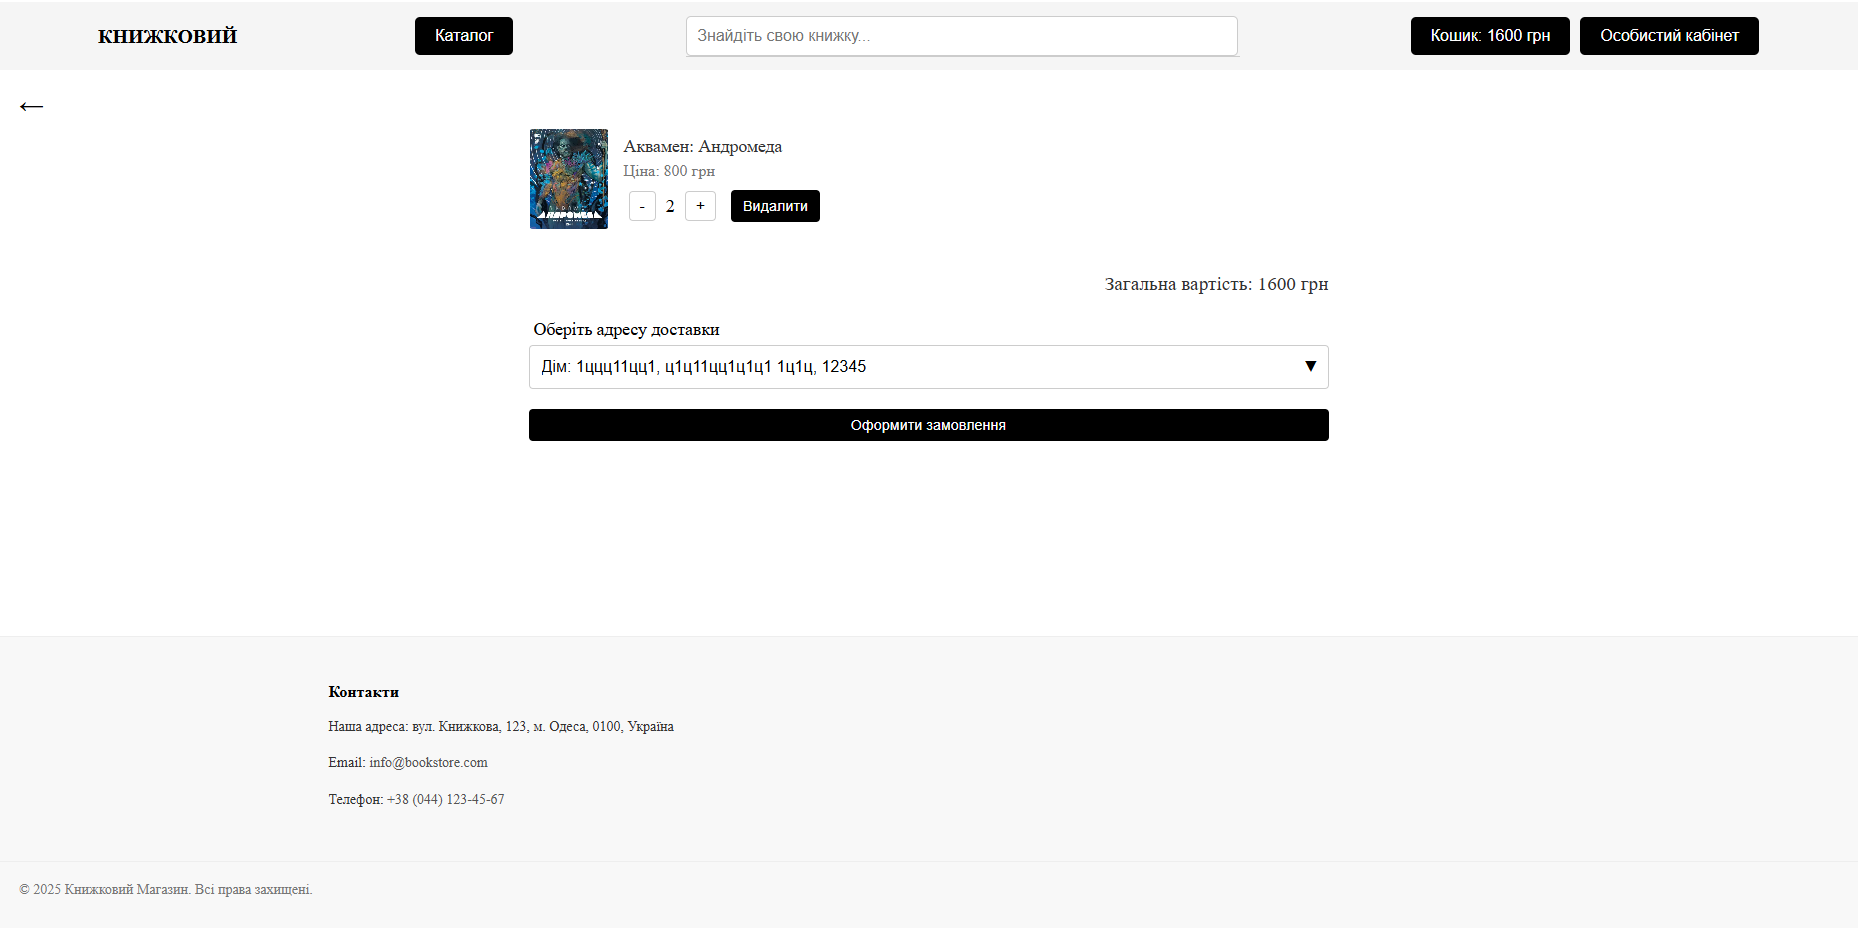 КНИЖКОВИЙ
Каталог
Знайдіть свою книжку...
Кошик: 1600 грн
Особистий кабінет
←
Аквамен: Андромеда
Ціна: 800 грн
- 2 + Видалити
Загальна вартість: 1600 грн
Оберіть адресу доставки
Дім: 1ццц11цц1, ц1ц11цц1ц1ц1 1ц1ц, 12345 ▼
Оформити замовлення
Контакти
Наша адреса: вул. Книжкова, 123, м. Одеса, 0100, Україна
Email: info@bookstore.com
Телефон: +38 (044) 123-45-67
© 2025 Книжковий Магазин. Всі права захищені.